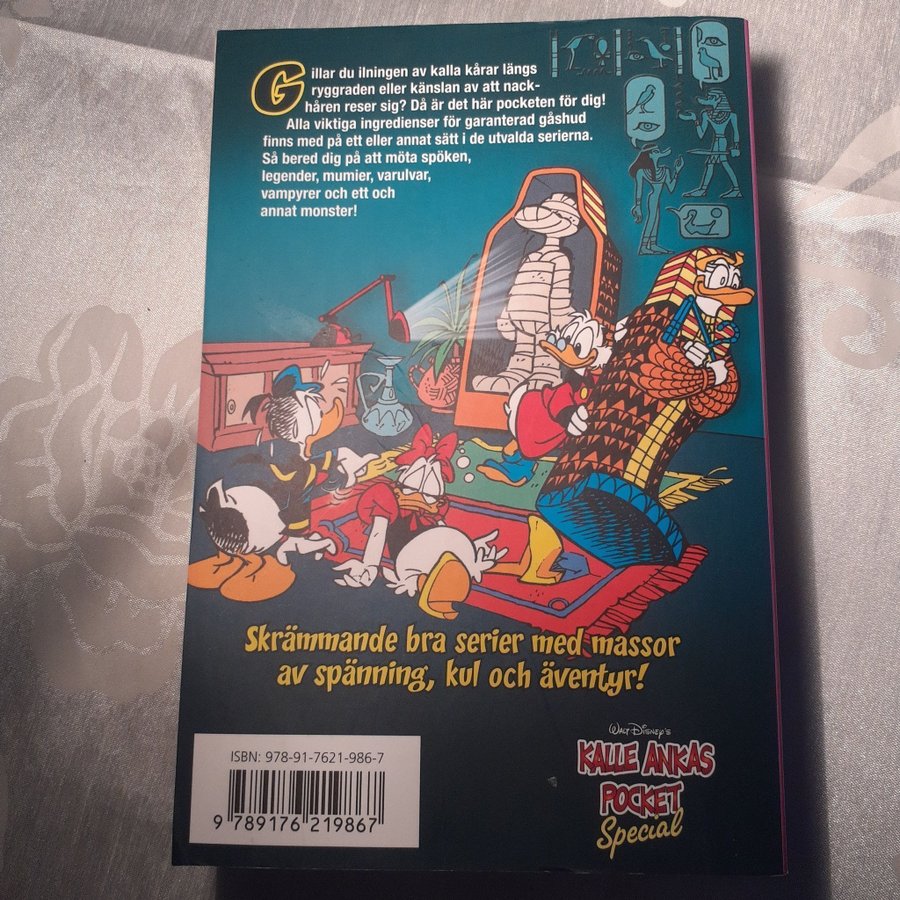 Gillar du ilningen av kalla kårar längs
ryggraden eller känslan av att nack-
håren reser sig? Då är det här pocketen för dig!
Alla viktiga ingredienser för garanterad gåshud
finns med på ett eller annat sätt i de utvalda serierna.
Så bered dig på att möta spöken,
legender, mumier, varulvar,
vampyrer och ett och
annat monster!
Skrämmande bra serier med massor
av spänning, kul och äventyr!
ISBN: 978-91-7621-986-7
9 789176 219867
WALT DISNEY'S
KALLE ANKAS
POCKET
Special